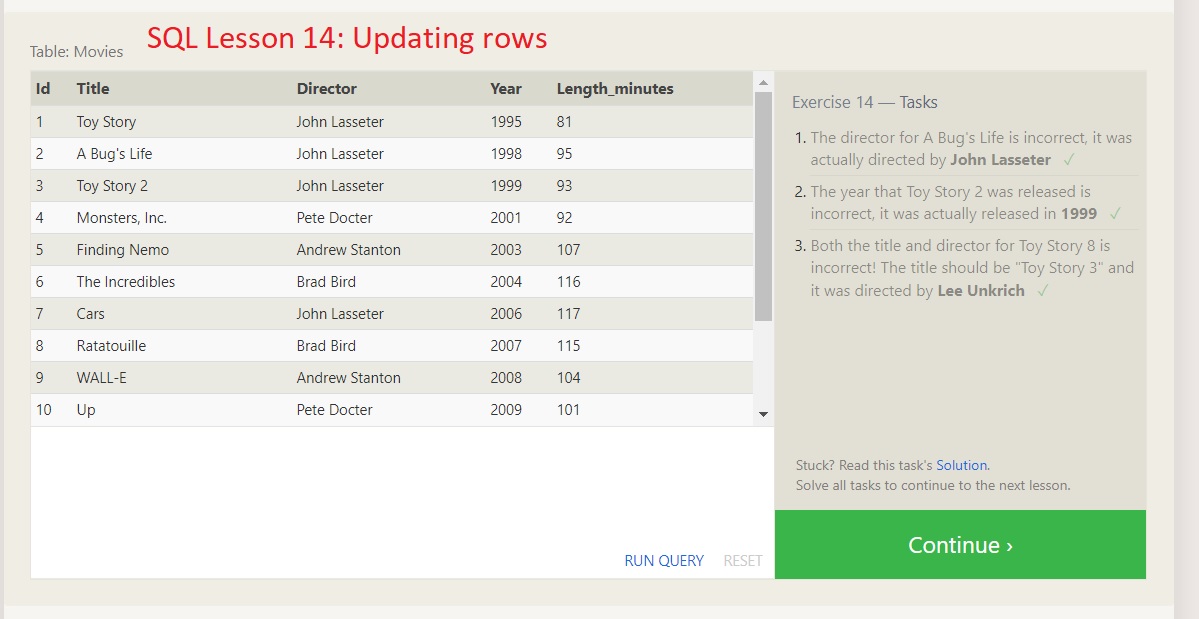 SQL Lesson 14: Updating rows
Table: Movies
Id Title Director Year Length_minutes
1 Toy Story John Lasseter 1995 81
2 A Bug's Life John Lasseter 1998 95
3 Toy Story 2 John Lasseter 1999 93
4 Monsters, Inc. Pete Docter 2001 92
5 Finding Nemo Andrew Stanton 2003 107
6 The Incredibles Brad Bird 2004 116
7 Cars John Lasseter 2006 117
8 Ratatouille Brad Bird 2007 115
9 WALL-E Andrew Stanton 2008 104
10 Up Pete Docter 2009 101
RUN QUERY RESET
Exercise 14 — Tasks
1. The director for A Bug's Life is incorrect, it was
actually directed by John Lasseter ✓
2. The year that Toy Story 2 was released is
incorrect, it was actually released in 1999 ✓
3. Both the title and director for Toy Story 8 is
incorrect! The title should be "Toy Story 3" and
it was directed by Lee Unkrich ✓
Stuck? Read this task's Solution.
Solve all tasks to continue to the next lesson.
Continue ›